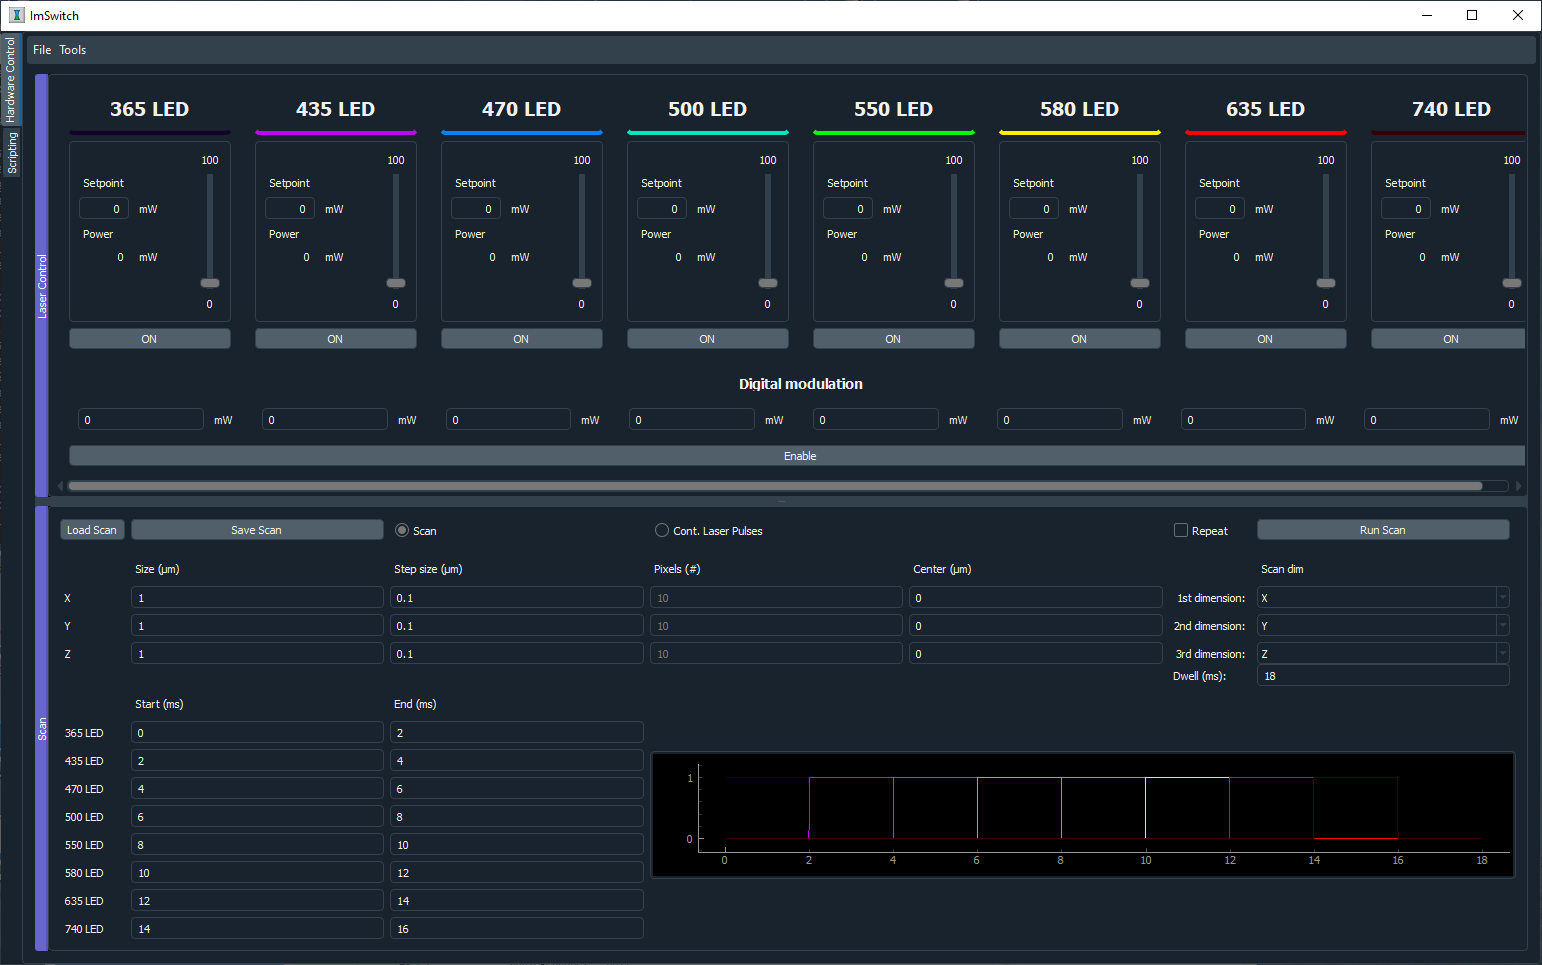 ImSwitch
File Tools
Hardware Control
Scripting
Laser Control
365 LED 435 LED 470 LED 500 LED 550 LED 580 LED 635 LED 740 LED
100 100 100 100 100 100 100 100
Setpoint Setpoint Setpoint Setpoint Setpoint Setpoint Setpoint Setpoint
0 mW 0 mW 0 mW 0 mW 0 mW 0 mW 0 mW 0 mW
Power Power Power Power Power Power Power Power
0 mW 0 mW 0 mW 0 mW 0 mW 0 mW 0 mW 0 mW
0 0 0 0 0 0 0 0
ON ON ON ON ON ON ON ON
Digital modulation
0 mW 0 mW 0 mW 0 mW 0 mW 0 mW 0 mW 0 mW
Enable
Scan
Load Scan Save Scan Scan Cont. Laser Pulses Repeat Run Scan
Size (µm) Step size (µm) Pixels (#) Center (µm) Scan dim
X 1 0.1 10 0 1st dimension: X
Y 1 0.1 10 0 2nd dimension: Y
Z 1 0.1 10 0 3rd dimension: Z
Dwell (ms): 18
Start (ms) End (ms)
365 LED 0 2
435 LED 2 4
470 LED 4 6
500 LED 6 8
550 LED 8 10
580 LED 10 12
635 LED 12 14
740 LED 14 16
1
0
0 2 4 6 8 10 12 14 16 18